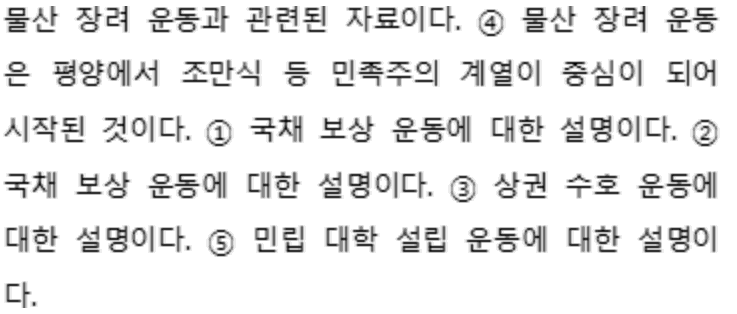 물산 장려 운동과 관련된 자료이다. ④ 물산 장려 운동
은 평양에서 조만식 등 민족주의 계열이 중심이 되어
시작된 것이다. ① 국채 보상 운동에 대한 설명이다. ②
국채 보상 운동에 대한 설명이다. ③ 상권 수호 운동에
대한 설명이다. ⑤ 민립 대학 설립 운동에 대한 설명이
다.